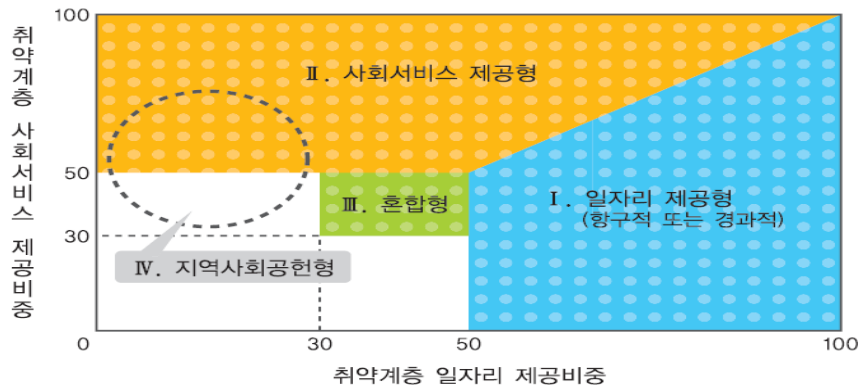 취약계층 사회서비스 제공비중
100
50
30
0
Ⅱ. 사회서비스 제공형
Ⅲ. 혼합형
Ⅰ. 일자리 제공형
(항구적 또는 경과적)
Ⅳ. 지역사회공헌형
30
50
100
취약계층 일자리 제공비중